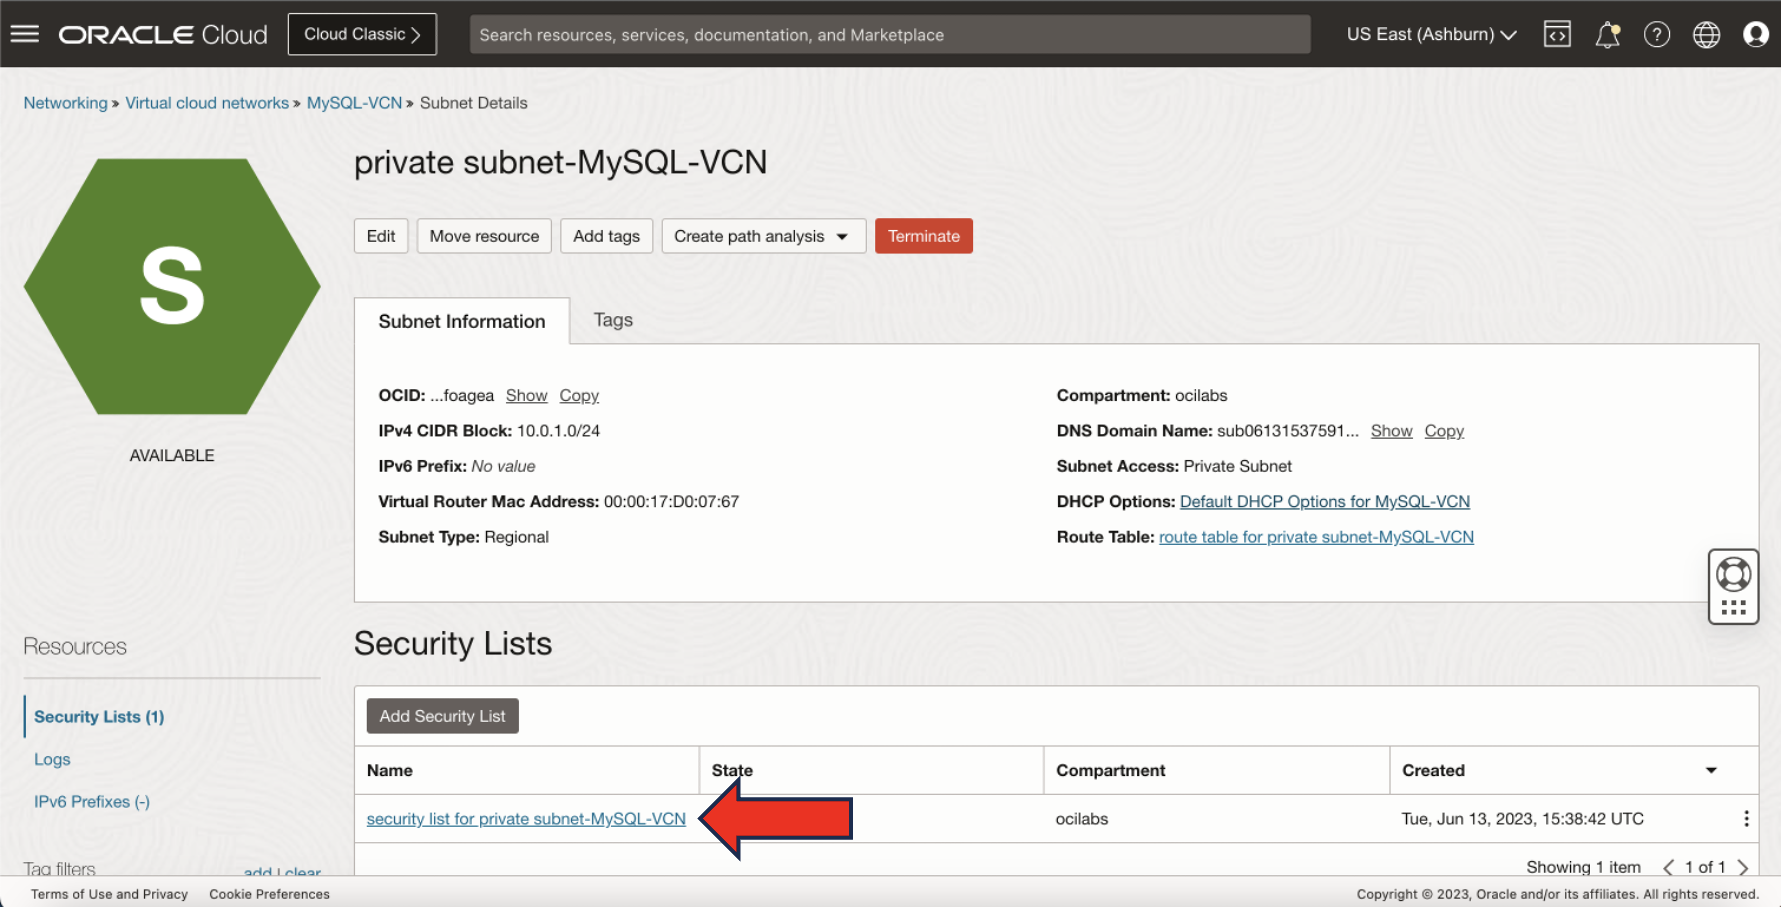 ORACLE Cloud Cloud Classic > Search resources, services, documentation, and Marketplace US East (Ashburn)
Networking » Virtual cloud networks » MySQL-VCN » Subnet Details
private subnet-MySQL-VCN
Edit Move resource Add tags Create path analysis Terminate
S
AVAILABLE
Subnet Information Tags
OCID: ...foagea Show Copy
IPv4 CIDR Block: 10.0.1.0/24
IPv6 Prefix: No value
Virtual Router Mac Address: 00:00:17:D0:07:67
Subnet Type: Regional
Compartment: ocilabs
DNS Domain Name: sub06131537591... Show Copy
Subnet Access: Private Subnet
DHCP Options: Default DHCP Options for MySQL-VCN
Route Table: route table for private subnet-MySQL-VCN
Resources
Security Lists (1)
Logs
IPv6 Prefixes (-)
Tag filters add | clear
Security Lists
Add Security List
Name State Compartment Created
security list for private subnet-MySQL-VCN ocilabs Tue, Jun 13, 2023, 15:38:42 UTC
Showing 1 item < 1 of 1 >
Terms of Use and Privacy Cookie Preferences Copyright © 2023, Oracle and/or its affiliates. All rights reserved.